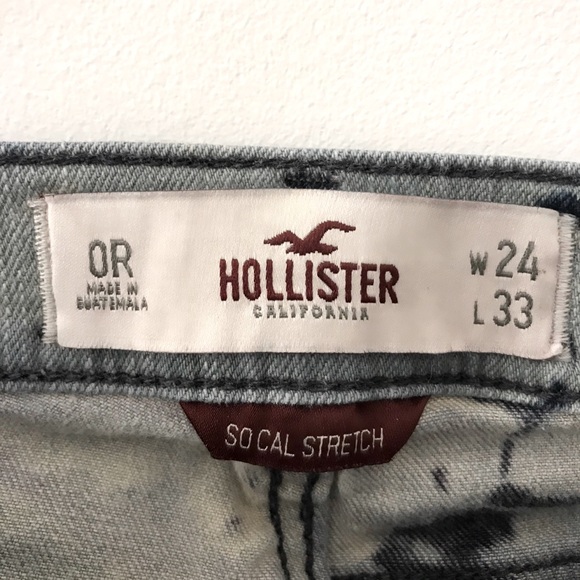 0R
MADE IN
GUATEMALA
HOLLISTER
CALIFORNIA
W 24
L 33
SO CAL STRETCH